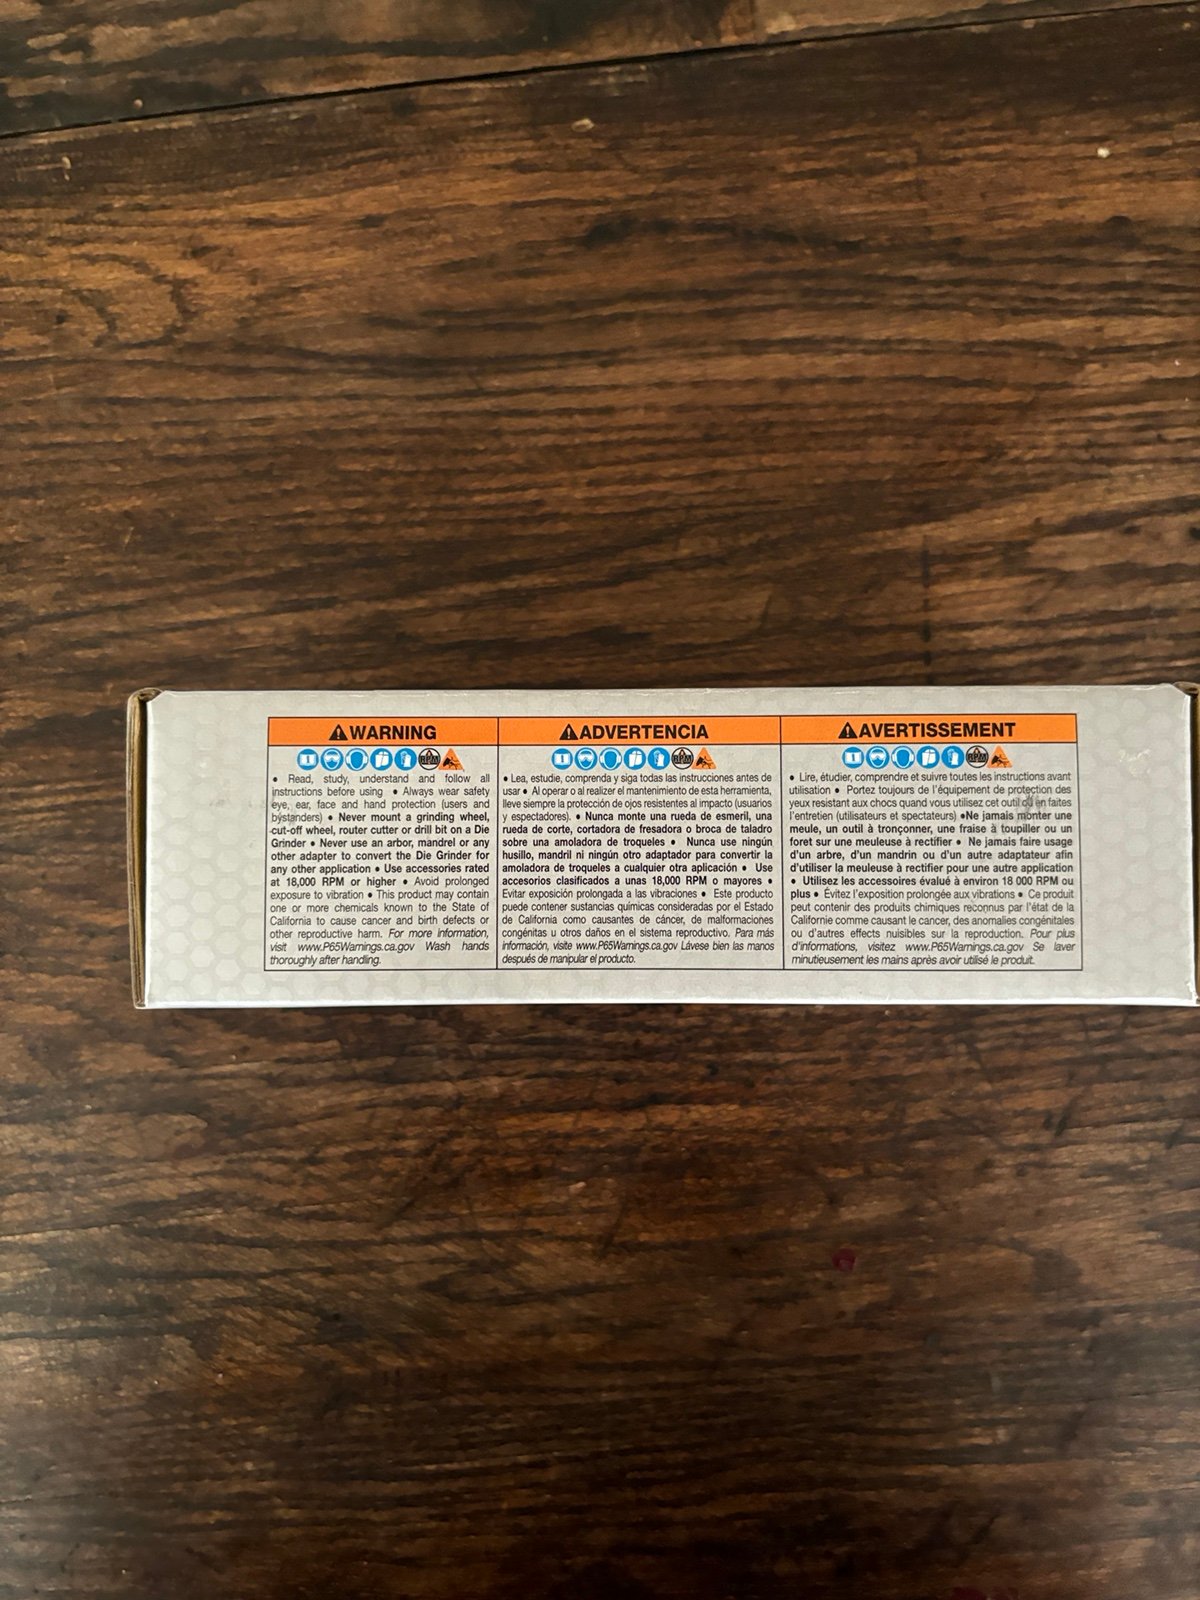 WARNING
• Read, study, understand and follow all
instructions before using • Always wear safety
eye, ear, face and hand protection (users and
bystanders) • Never mount a grinding wheel,
cut-off wheel, router cutter or drill bit on a Die
Grinder • Never use an arbor, mandrel or any
other adapter to convert the Die Grinder for
any other application • Use accessories rated
at 18,000 RPM or higher • Avoid prolonged
exposure to vibration • This product may contain
one or more chemicals known to the State of
California to cause cancer and birth defects or
other reproductive harm. For more information,
visit www.P65Warnings.ca.gov Wash hands
thoroughly after handling.
ADVERTENCIA
• Lea, estudie, comprenda y siga todas las instrucciones antes de
usar • Al operar o al realizer el mantenimiento de esta herramienta,
lleve siempre la protección de ojos resistentes al impacto (usuarios
y espectadores). • Nunca monte una rueda de esmeril, una
rueda de corte, cortadora de fresadora o broca de taladro
sobre una amoladora de troqueles • Nunca use ningún
husillo, mandril ni ningún otro adaptador para convertir la
amoladora de troqueles a cualquier otra aplicación • Use
accesorios clasificados a unas 18,000 RPM o mayores •
Evitar exposición prolongada a las vibraciones • Este producto
puede contener sustancias químicas consideradas por el Estado
de California como causantes de cáncer, de malformaciones
congénitas u otros daños en el sistema reproductivo. Para más
información, visite www.P65Warnings.ca.gov Lávese bien las manos
después de manipular el producto.
AVERTISSEMENT
• Lire, étudier, comprendre et suivre toutes les instructions avant
utilisation • Portez toujours de l'équipement de protection des
yeux resistant aux chocs quand vous utilisez cet outil ou en faites
l'entretien (utilisateurs et spectateurs) •Ne jamais monter une
meule, un outil à tronçonner, une fraise à toupiller ou un
foret sur une meuleuse à rectifier • Ne jamais faire usage
d'un arbre, d'un mandrin ou d'un autre adaptateur afin
d'utiliser la meuleuse à rectifier pour une autre application
• Utilisez les accessoires évalué à environ 18 000 RPM ou
plus • Évitez l'exposition prolongée aux vibrations • Ce produit
peut contenir des produits chimiques reconnus par l'état de la
Californie comme causant le cancer, des anomalies congénitales
ou d'autres effects nuisibles sur la reproduction. Pour plus
d'informations, visitez www.P65Warnings.ca.gov Se laver
minutieusement les mains après avoir utilisé le produit.